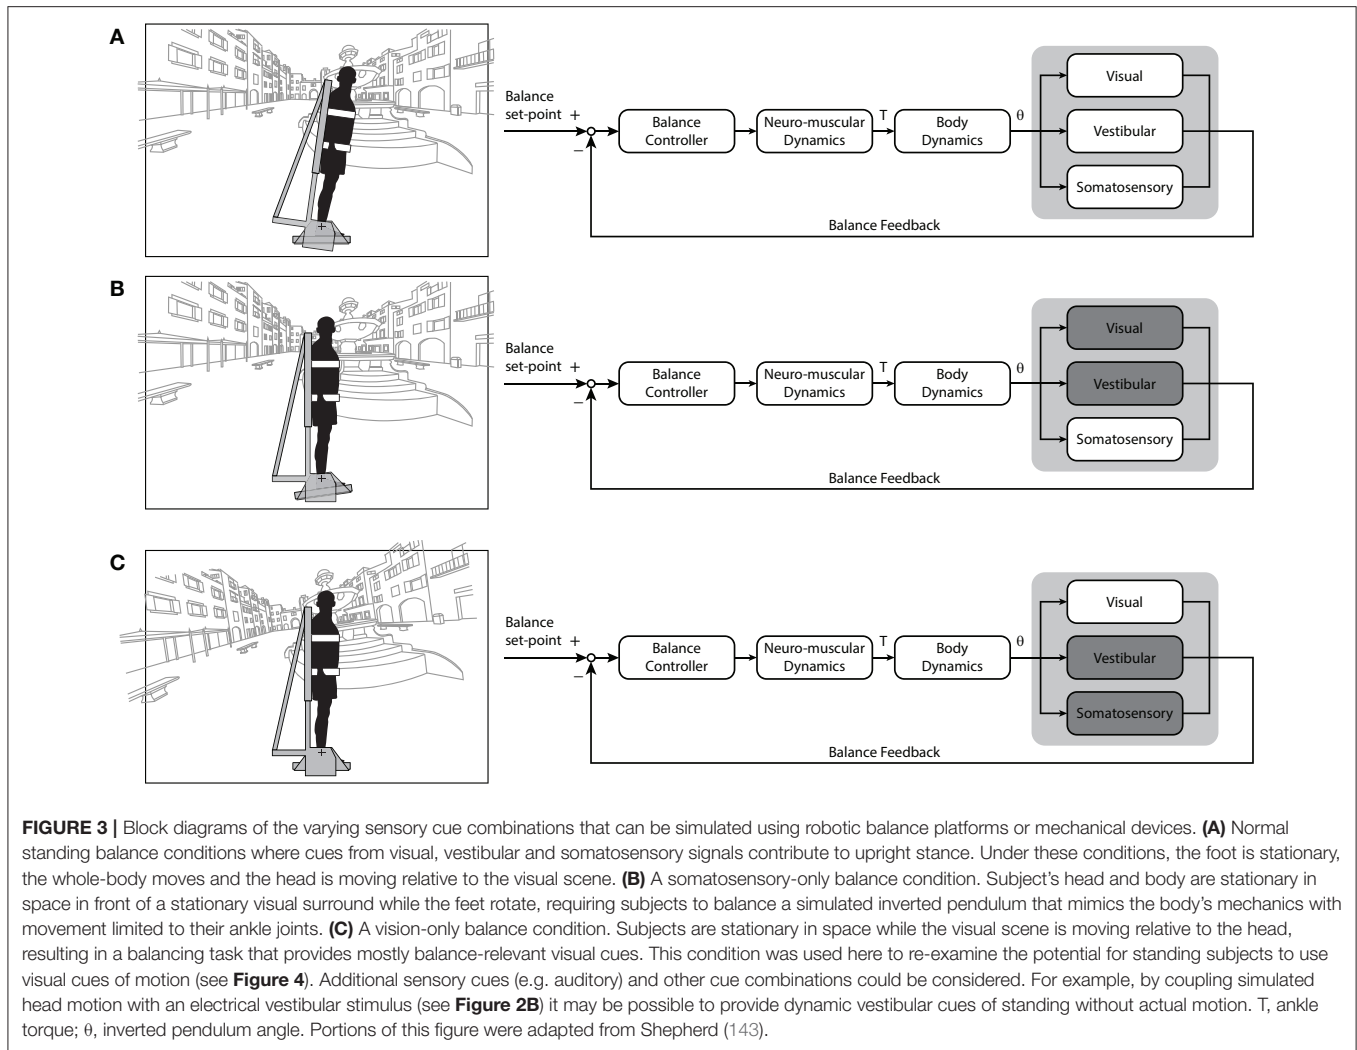 A
Balance
set-point
+
−
Balance
Controller
Neuro-muscular
Dynamics
T
Body
Dynamics
θ
Visual
Vestibular
Somatosensory
Balance Feedback
B
Balance
set-point
+
−
Balance
Controller
Neuro-muscular
Dynamics
T
Body
Dynamics
θ
Visual
Vestibular
Somatosensory
Balance Feedback
C
Balance
set-point
+
−
Balance
Controller
Neuro-muscular
Dynamics
T
Body
Dynamics
θ
Visual
Vestibular
Somatosensory
Balance Feedback
FIGURE 3 | Block diagrams of the varying sensory cue combinations that can be simulated using robotic balance platforms or mechanical devices. (A) Normal
standing balance conditions where cues from visual, vestibular and somatosensory signals contribute to upright stance. Under these conditions, the foot is stationary,
the whole-body moves and the head is moving relative to the visual scene. (B) A somatosensory-only balance condition. Subject's head and body are stationary in
space in front of a stationary visual surround while the feet rotate, requiring subjects to balance a simulated inverted pendulum that mimics the body's mechanics with
movement limited to their ankle joints. (C) A vision-only balance condition. Subjects are stationary in space while the visual scene is moving relative to the head,
resulting in a balancing task that provides mostly balance-relevant visual cues. This condition was used here to re-examine the potential for standing subjects to use
visual cues of motion (see Figure 4). Additional sensory cues (e.g. auditory) and other cue combinations could be considered. For example, by coupling simulated
head motion with an electrical vestibular stimulus (see Figure 2B) it may be possible to provide dynamic vestibular cues of standing without actual motion. T, ankle
torque; θ, inverted pendulum angle. Portions of this figure were adapted from Shepherd (143).